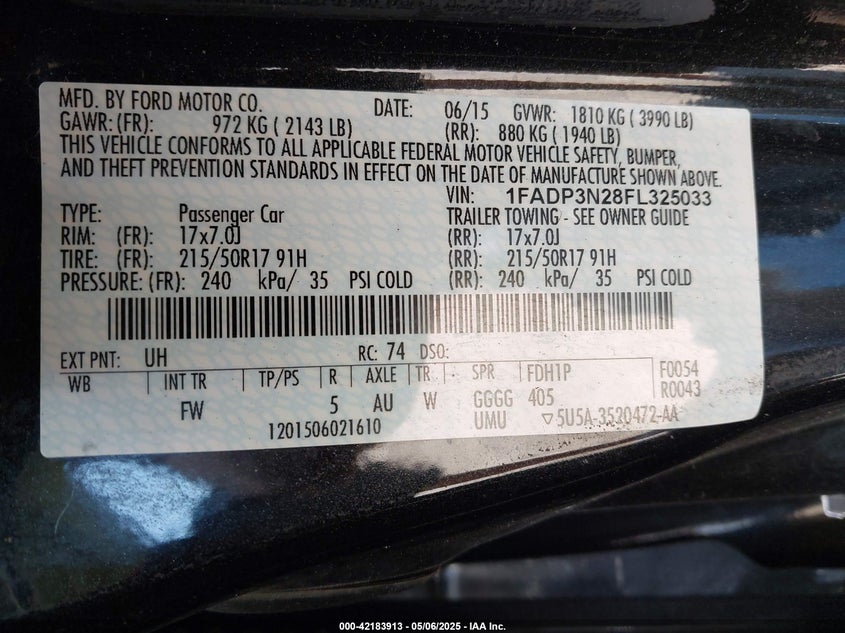 MFD. BY FORD MOTOR CO. DATE: 06/15 GVWR: 1810 KG ( 3990 LB)
GAWR: (FR): 972 KG ( 2143 LB) (RR): 880 KG ( 1940 LB)
THIS VEHICLE CONFORMS TO ALL APPLICABLE FEDERAL MOTOR VEHICLE SAFETY, BUMPER,
AND THEFT PREVENTION STANDARDS IN EFFECT ON THE DATE OF MANUFACTURE SHOWN ABOVE.
VIN: 1FADP3N28FL325033
TYPE: Passenger Car TRAILER TOWING - SEE OWNER GUIDE
RIM: (FR): 17x7.0J (RR): 17x7.0J
TIRE: (FR): 215/50R17 91H (RR): 215/50R17 91H
PRESSURE: (FR): 240 kPa/ 35 PSI COLD (RR): 240 kPa/ 35 PSI COLD
EXT PNT: UH RC: 74 DSO:
WB INT TR TP/PS R AXLE TR SPR FDH1P F0054
FW 5 AU W GGGG 405 R0043
1201506021610 UMU ▽5U5A-3520472-AA
000-42183913 - 05/06/2025 - IAA Inc.